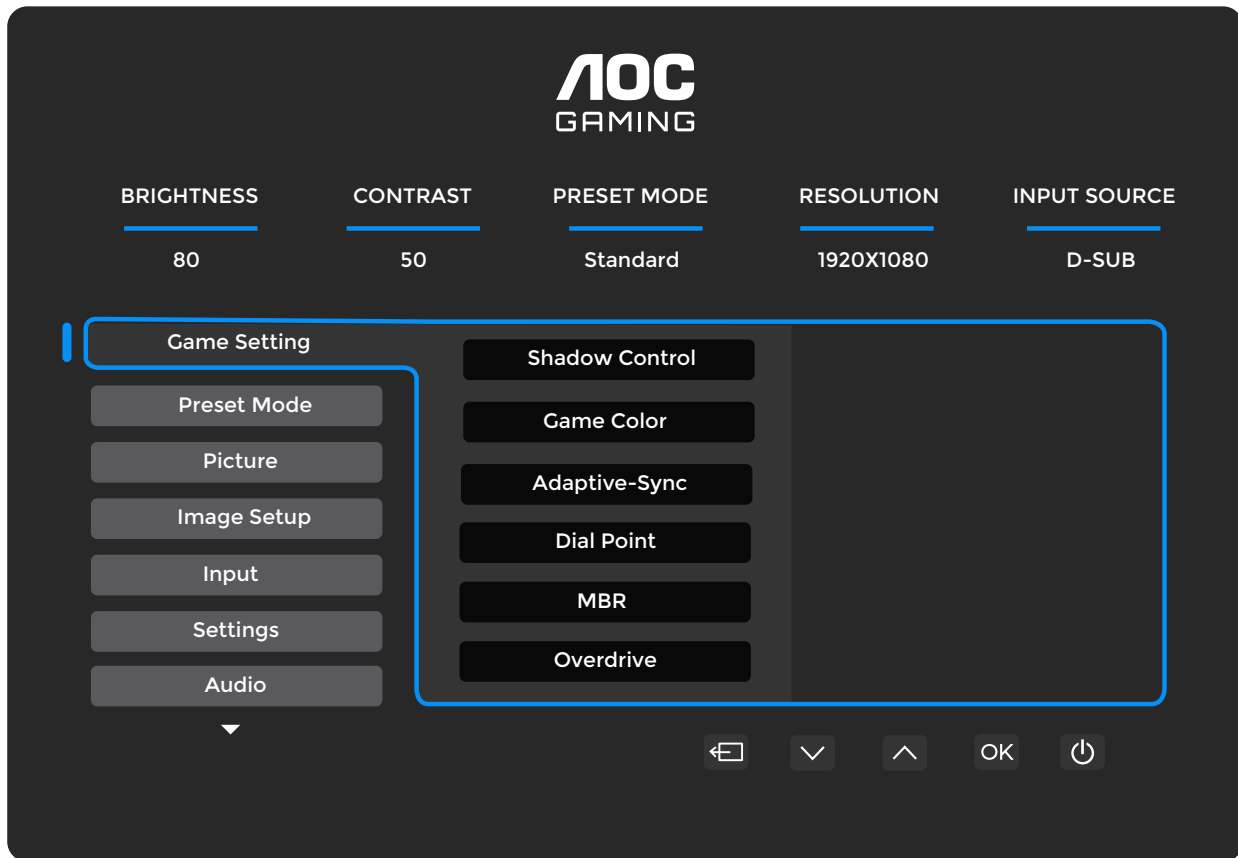 AOC
GAMING
BRIGHTNESS CONTRAST PRESET MODE RESOLUTION INPUT SOURCE
80 50 Standard 1920X1080 D-SUB
Game Setting
Preset Mode
Picture
Image Setup
Input
Settings
Audio
Shadow Control
Game Color
Adaptive-Sync
Dial Point
MBR
Overdrive
OK